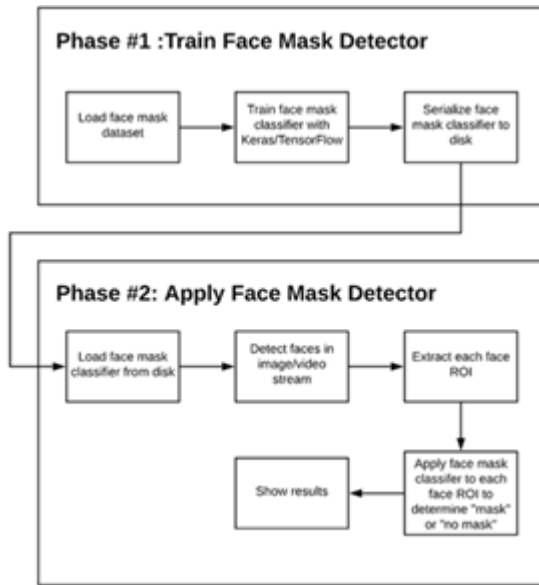 Phase #1 :Train Face Mask Detector
Load face mask
dataset
Train face mask
classifier with
Keras/TensorFlow
Serialize face
mask classifier to
disk
Phase #2: Apply Face Mask Detector
Load face mask
classifier from disk
Detect faces in
image/video
stream
Extract each face
ROI
Show results
Apply face mask
classifer to each
face ROI to
determine "mask"
or "no mask"